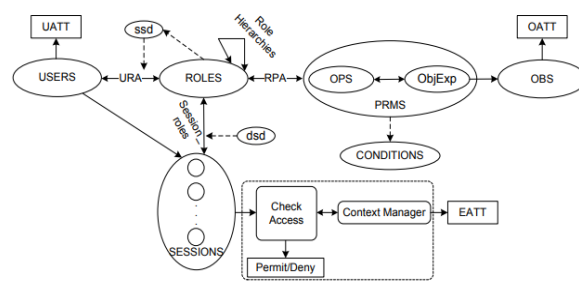 UATT
OATT
ssd
Role
Hierarchies
USERS
URA
ROLES
RPA
OPS
ObjExp
OBS
PRMS
Session_
roles
dsd
CONDITIONS
Check
Access
Context Manager
EATT
SESSIONS
Permit/Deny